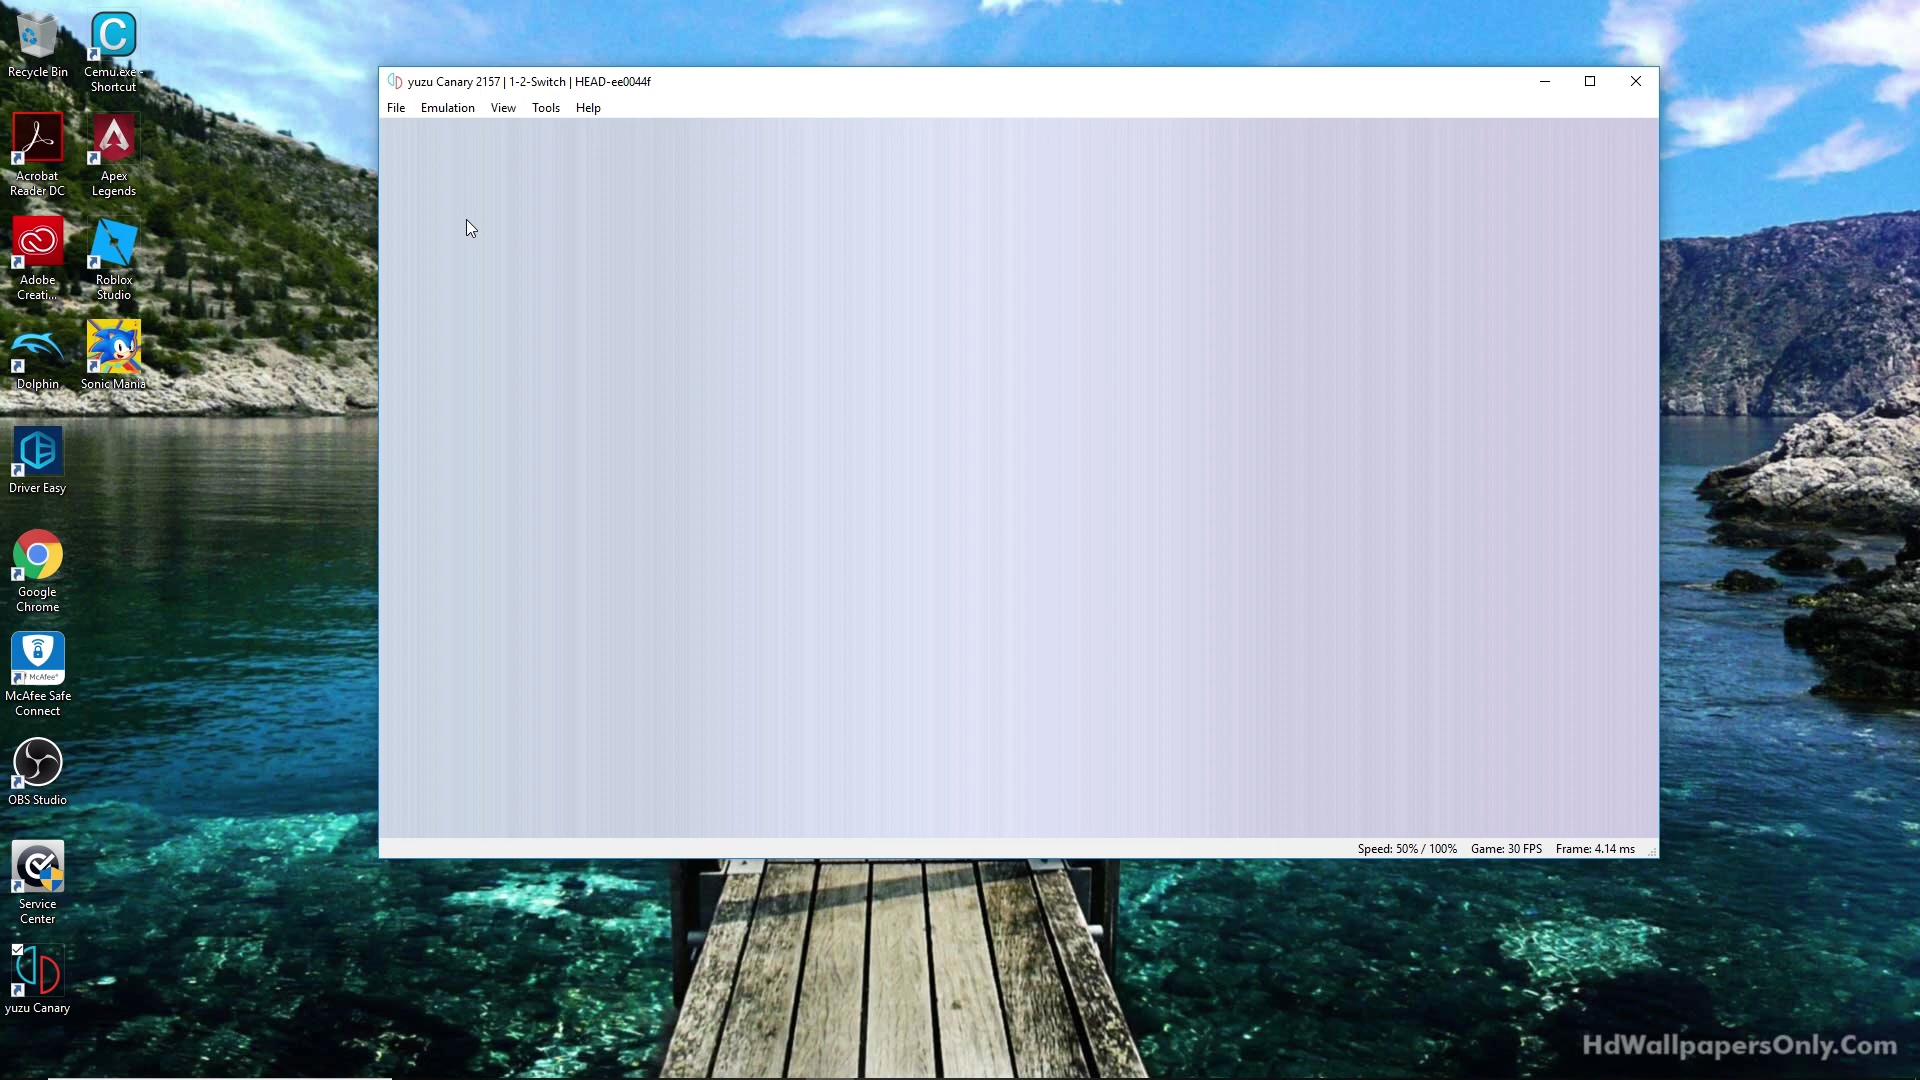 Recycle Bin
Cemu.exe -
Shortcut
Acrobat
Reader DC
Apex
Legends
Adobe
Creati...
Roblox
Studio
Dolphin
Sonic Mania
Driver Easy
Google
Chrome
McAfee®
McAfee Safe
Connect
OBS Studio
Service
Center
yuzu Canary
yuzu Canary 2157 | 1-2-Switch | HEAD-ee0044f
File Emulation View Tools Help
Speed: 50% / 100% Game: 30 FPS Frame: 4.14 ms
HdWallpapersOnly.Com